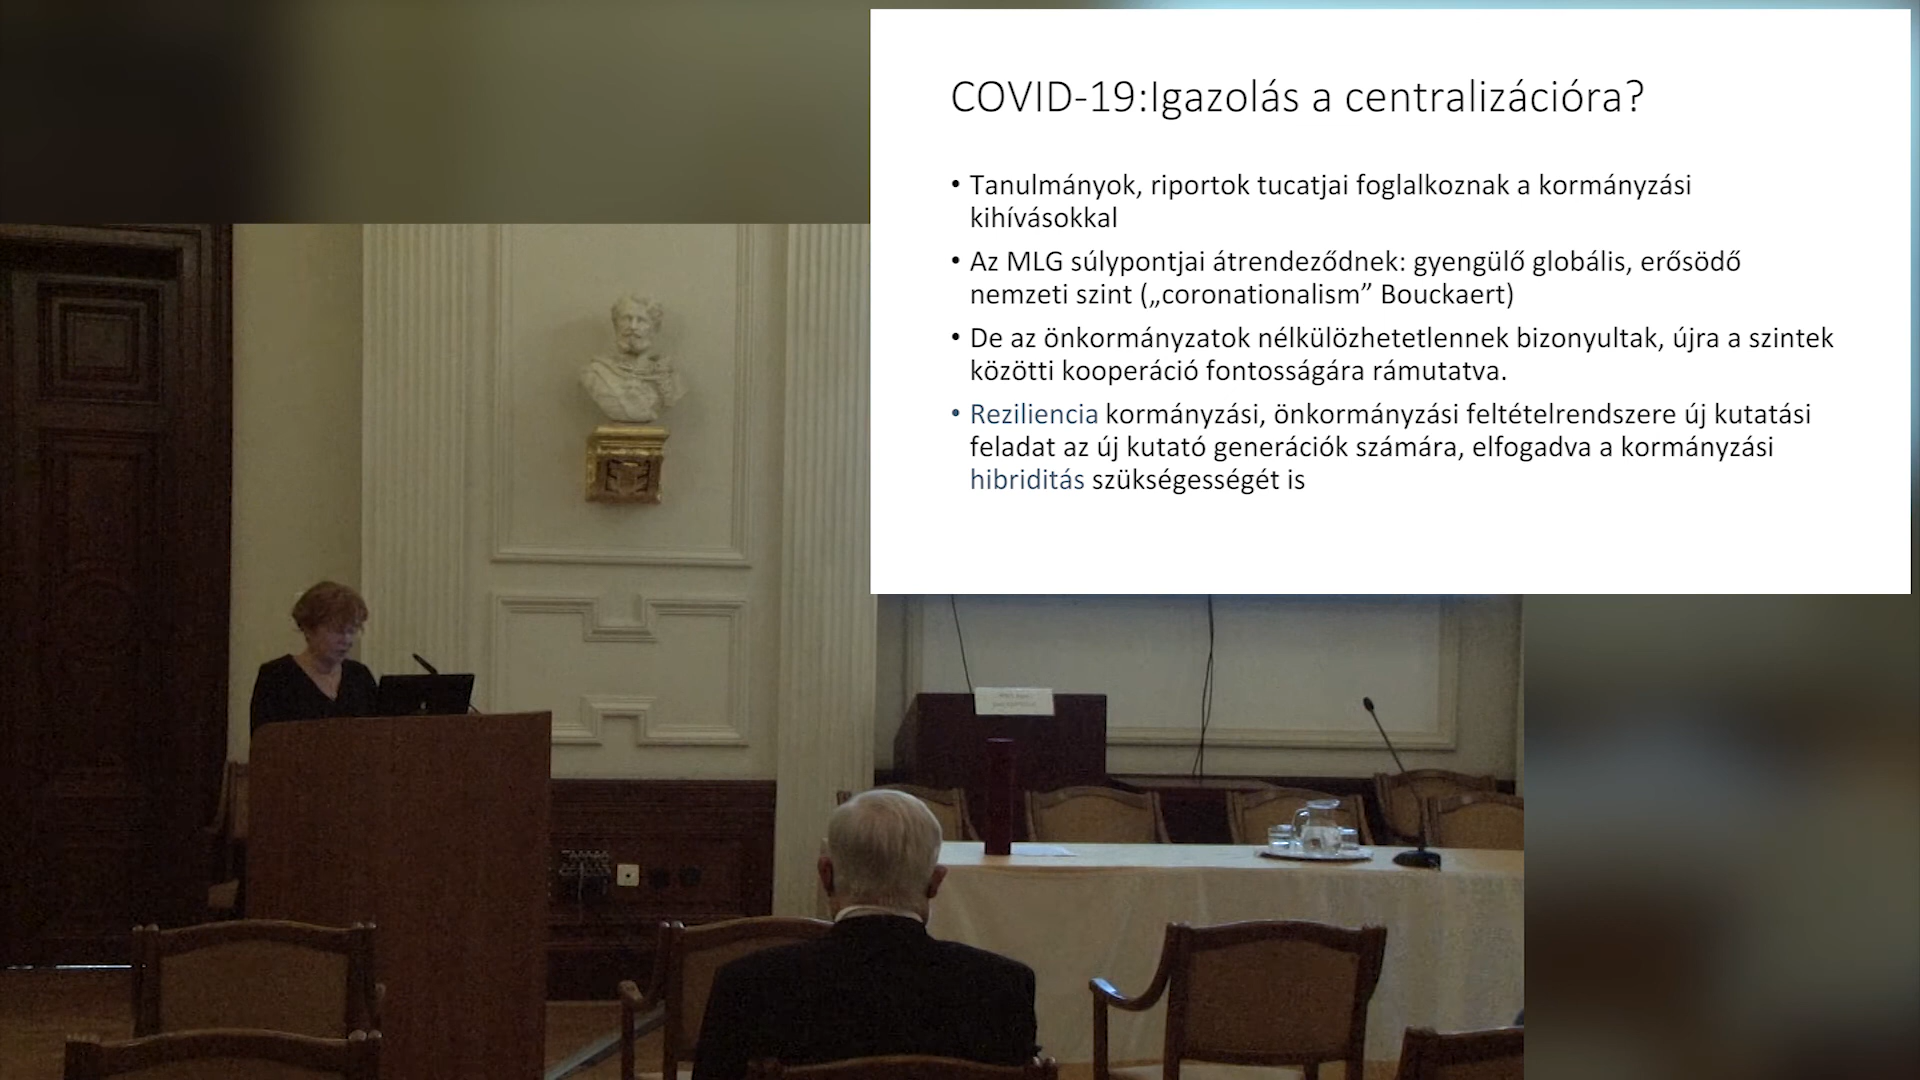 COVID-19:Igazolás a centralizációra?
• Tanulmányok, riportok tucatjai foglalkoznak a kormányzási
kihívásokkal
• Az MLG súlypontjai átrendeződnek: gyengülő globális, erősödő
nemzeti szint („coronationalism” Bouckaert)
• De az önkormányzatok nélkülözhetetlennek bizonyultak, újra a szintek
közötti kooperáció fontosságára rámutatva.
• Reziliencia kormányzási, önkormányzási feltételrendszere új kutatási
feladat az új kutató generációk számára, elfogadva a kormányzási
hibriditás szükségességét is